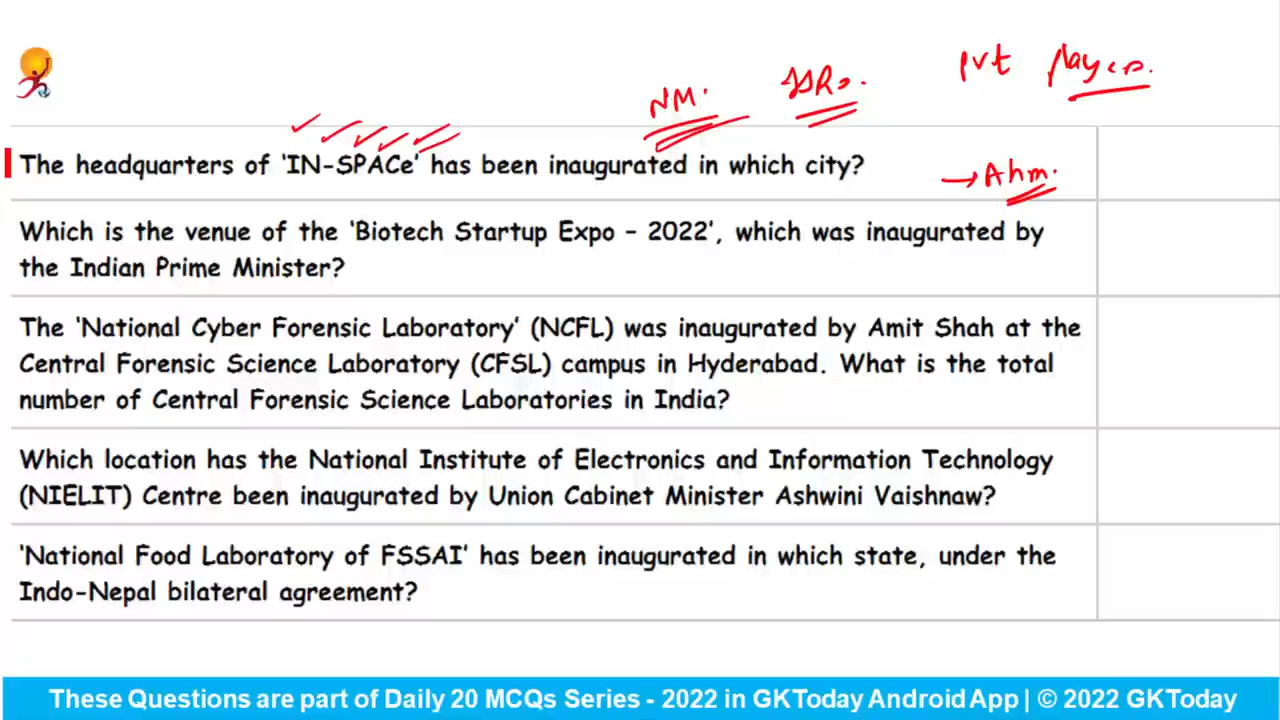 NM. ISRO. pvt players.
The headquarters of 'IN-SPACe' has been inaugurated in which city? → Ahm.
Which is the venue of the 'Biotech Startup Expo - 2022', which was inaugurated by
the Indian Prime Minister?
The 'National Cyber Forensic Laboratory' (NCFL) was inaugurated by Amit Shah at the
Central Forensic Science Laboratory (CFSL) campus in Hyderabad. What is the total
number of Central Forensic Science Laboratories in India?
Which location has the National Institute of Electronics and Information Technology
(NIELIT) Centre been inaugurated by Union Cabinet Minister Ashwini Vaishnaw?
'National Food Laboratory of FSSAI' has been inaugurated in which state, under the
Indo-Nepal bilateral agreement?
These Questions are part of Daily 20 MCQs Series - 2022 in GKToday Android App | © 2022 GKToday